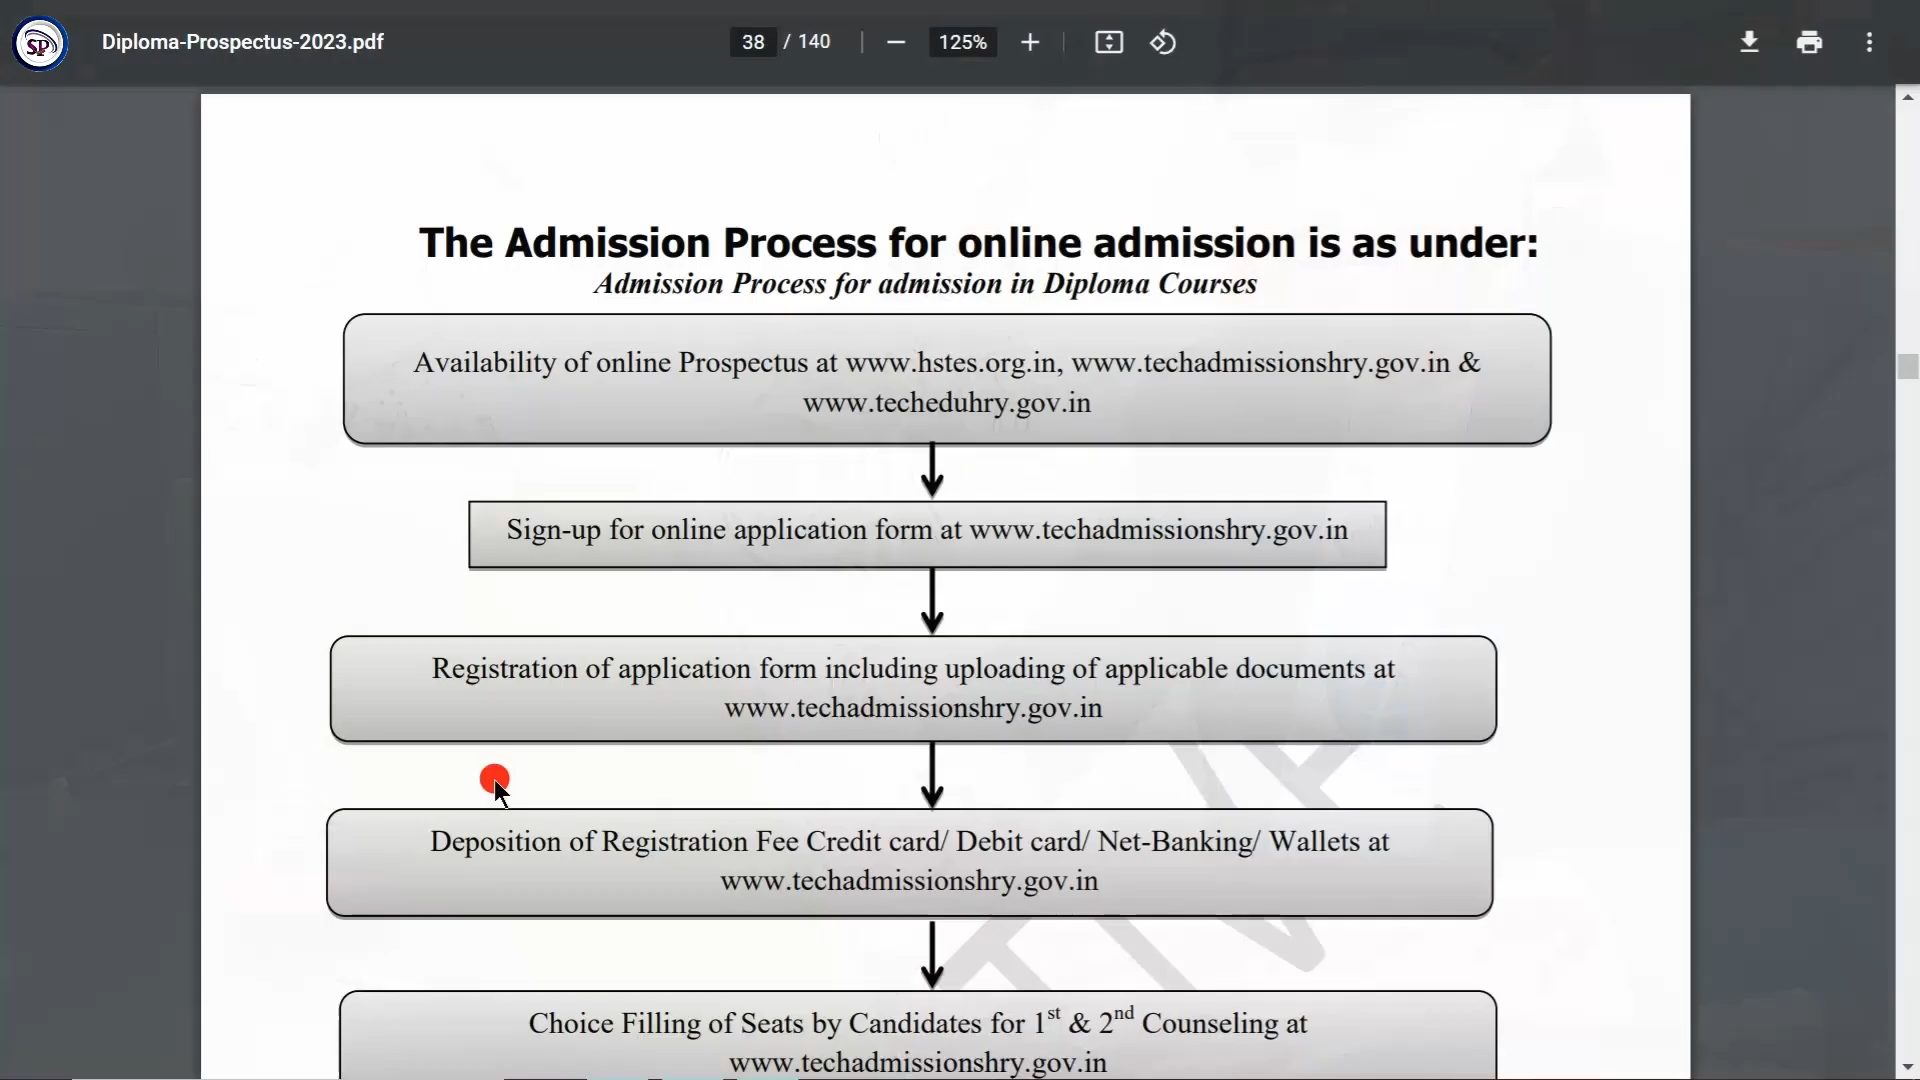 SP
Diploma-Prospectus-2023.pdf
38 / 140
125%
The Admission Process for online admission is as under:
Admission Process for admission in Diploma Courses
Availability of online Prospectus at www.hstes.org.in, www.techadmissionshry.gov.in &
www.techeduhry.gov.in
Sign-up for online application form at www.techadmissionshry.gov.in
Registration of application form including uploading of applicable documents at
www.techadmissionshry.gov.in
Deposition of Registration Fee Credit card/ Debit card/ Net-Banking/ Wallets at
www.techadmissionshry.gov.in
Choice Filling of Seats by Candidates for 1st & 2nd Counseling at
www.techadmissionshry.gov.in